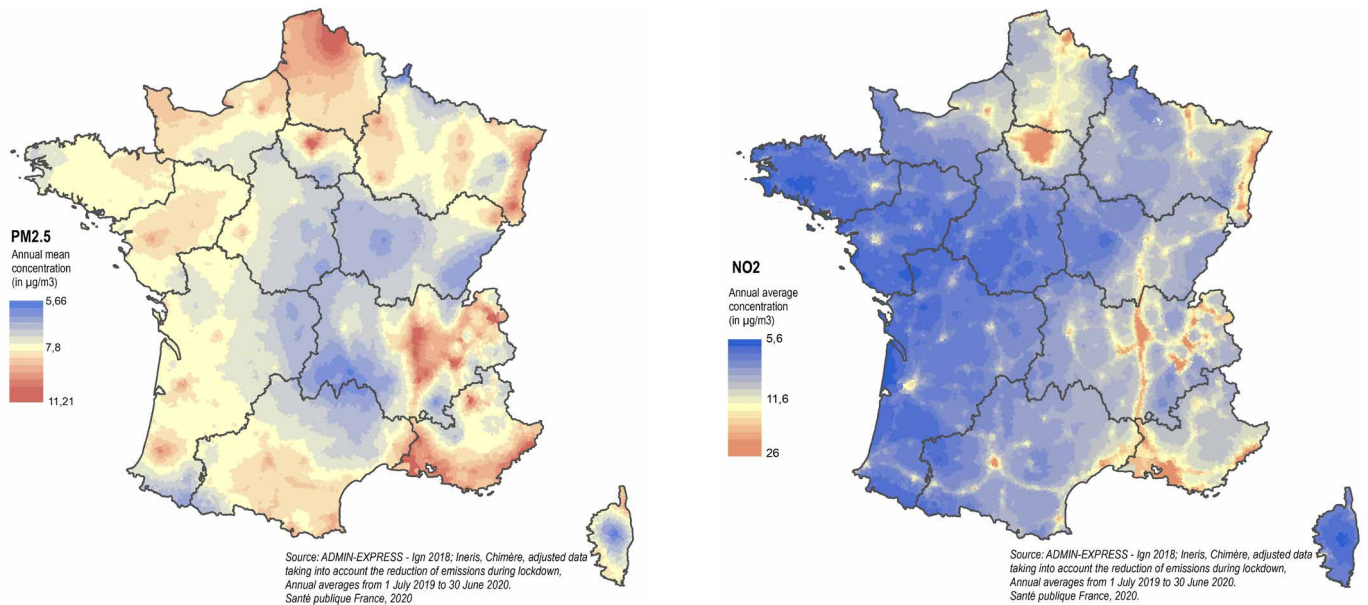 PM2.5
Annual mean
concentration
(in µg/m3)
5,66
7,8
11,21
Source: ADMIN-EXPRESS - Ign 2018; Ineris, Chimère, adjusted data
taking into account the reduction of emissions during lockdown,
Annual averages from 1 July 2019 to 30 June 2020.
Santé publique France, 2020
NO2
Annual average
concentration
(in µg/m3)
5,6
11,6
26
Source: ADMIN-EXPRESS - Ign 2018; Ineris, Chimère, adjusted data
taking into account the reduction of emissions during lockdown,
Annual averages from 1 July 2019 to 30 June 2020.
Santé publique France, 2020.